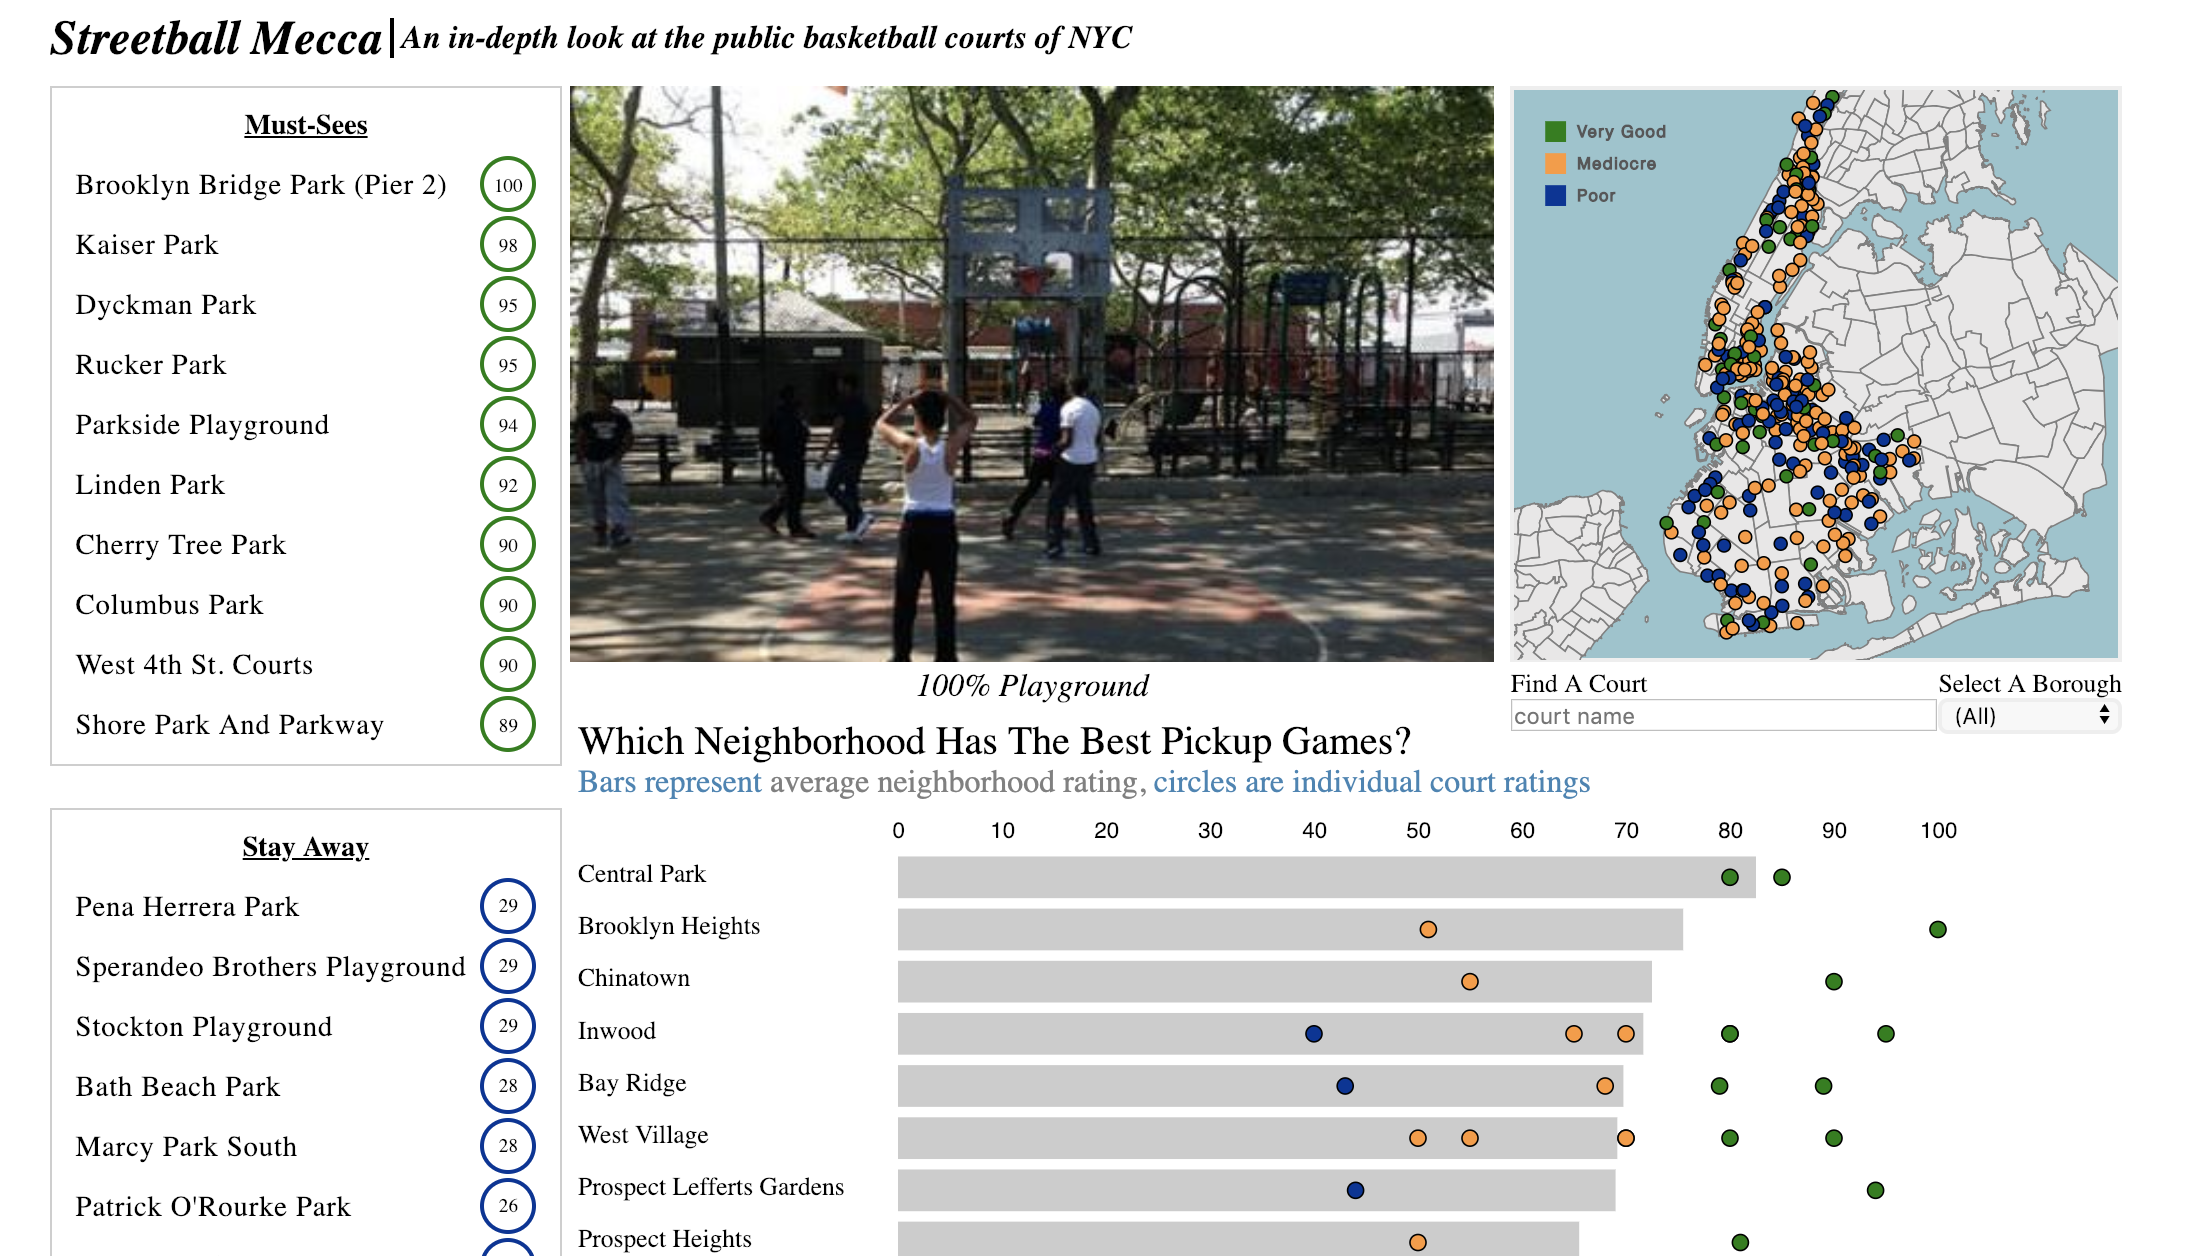 Streetball Mecca | An in-depth look at the public basketball courts of NYC
Must-Sees
Brooklyn Bridge Park (Pier 2) 100
Kaiser Park 98
Dyckman Park 95
Rucker Park 95
Parkside Playground 94
Linden Park 92
Cherry Tree Park 90
Columbus Park 90
West 4th St. Courts 90
Shore Park And Parkway 89
Stay Away
Pena Herrera Park 29
Sperandeo Brothers Playground 29
Stockton Playground 29
Bath Beach Park 28
Marcy Park South 28
Patrick O'Rourke Park 26
100% Playground
Very Good
Mediocre
Poor
Find A Court
court name
Select A Borough
(All)
Which Neighborhood Has The Best Pickup Games?
Bars represent average neighborhood rating, circles are individual court ratings
0 10 20 30 40 50 60 70 80 90 100
Central Park
Brooklyn Heights
Chinatown
Inwood
Bay Ridge
West Village
Prospect Lefferts Gardens
Prospect Heights